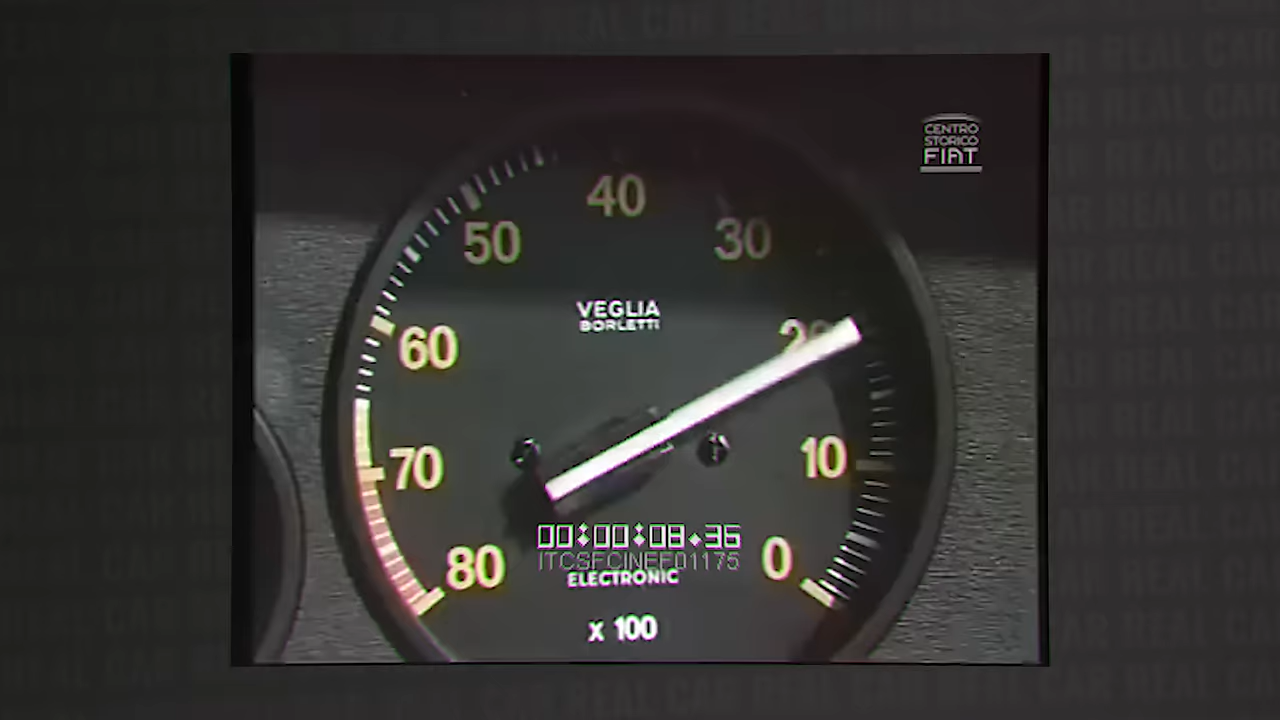 CENTRO
STORICO
FIAT
40
50 30
VEGLIA
BORLETTI
60 20
70 10
00:00:08.36
ITCSFCINEF01175
80 0
ELECTRONIC
x 100